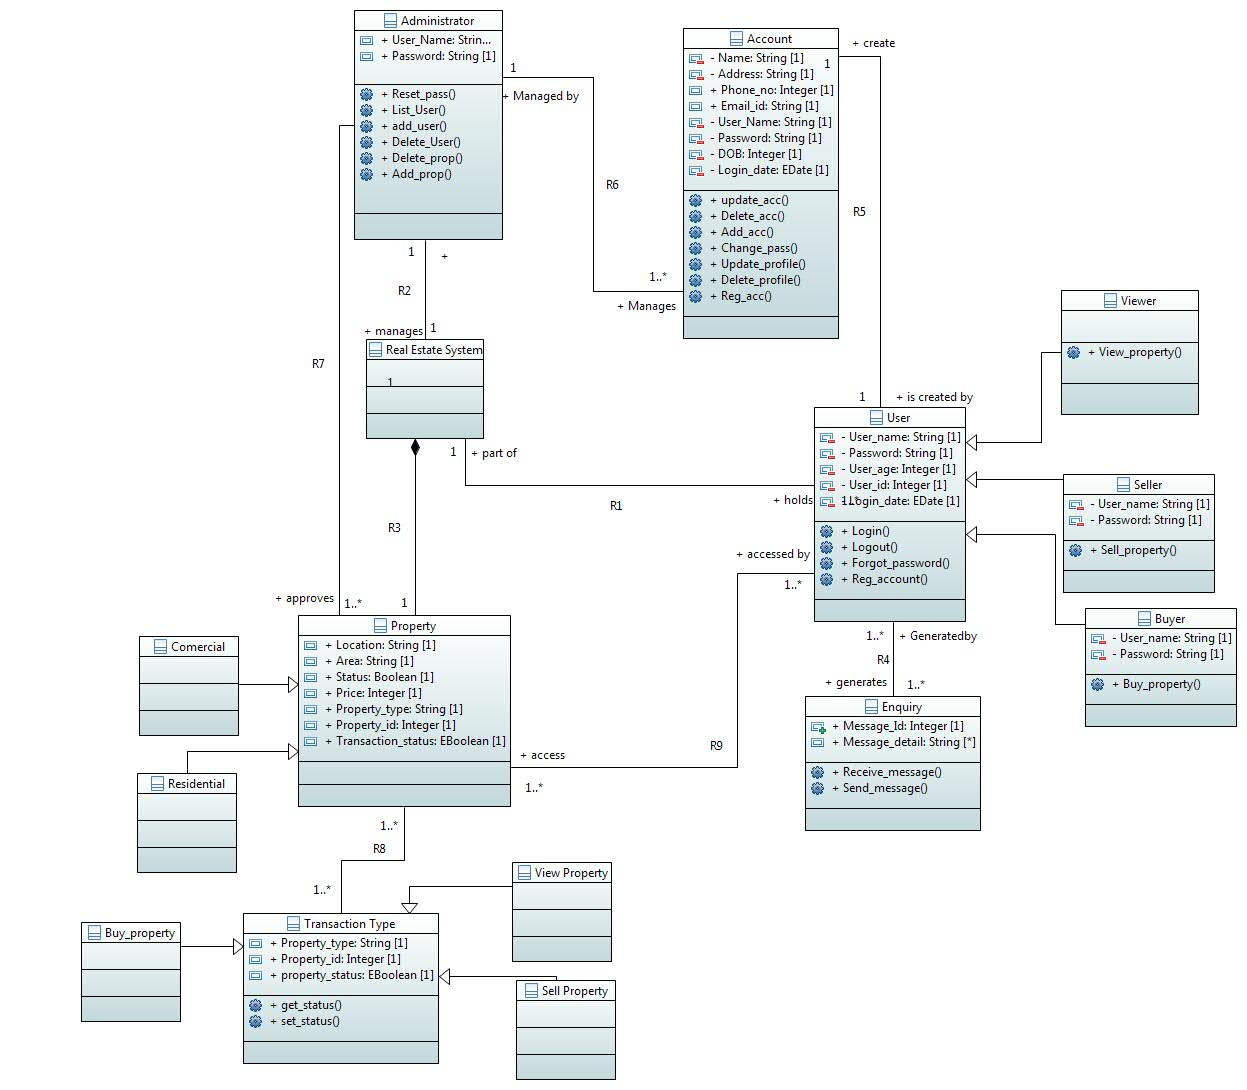 Administrator
+ User_Name: Strin...
+ Password: String [1]
+ Reset_pass()
+ List_User()
+ add_user()
+ Delete_User()
+ Delete_prop()
+ Add_prop()
1
+ Managed by
R6
1..*
+ Manages
Account
- Name: String [1]
- Address: String [1]
+ Phone_no: Integer [1]
+ Email_id: String [1]
- User_Name: String [1]
- Password: String [1]
- DOB: Integer [1]
- Login_date: EDate [1]
+ update_acc()
+ Delete_acc()
+ Add_acc()
+ Change_pass()
+ Update_profile()
+ Delete_profile()
+ Reg_acc()
1
+ create
R5
1
+ is created by
1
+
R2
+ manages
1
Real Estate System
1
R7
+ approves
1..*
R3
1
1
+ part of
R1
+ holds
User
- User_name: String [1]
- Password: String [1]
- User_age: Integer [1]
- User_id: Integer [1]
1..*
- Login_date: EDate [1]
+ Login()
+ Logout()
+ Forgot_password()
+ Reg_account()
Viewer
+ View_property()
Seller
- User_name: String [1]
- Password: String [1]
+ Sell_property()
Buyer
- User_name: String [1]
- Password: String [1]
+ Buy_property()
+ accessed by
1..*
R9
+ access
1..*
1..*
+ Generatedby
R4
+ generates
1..*
Enquiry
+ Message_Id: Integer [1]
+ Message_detail: String [*]
+ Receive_message()
+ Send_message()
Property
+ Location: String [1]
+ Area: String [1]
+ Status: Boolean [1]
+ Price: Integer [1]
+ Property_type: String [1]
+ Property_id: Integer [1]
+ Transaction_status: EBoolean [1]
Comercial
Residential
1..*
R8
1..*
Transaction Type
+ Property_type: String [1]
+ Property_id: Integer [1]
+ property_status: EBoolean [1]
+ get_status()
+ set_status()
View Property
Buy_property
Sell Property